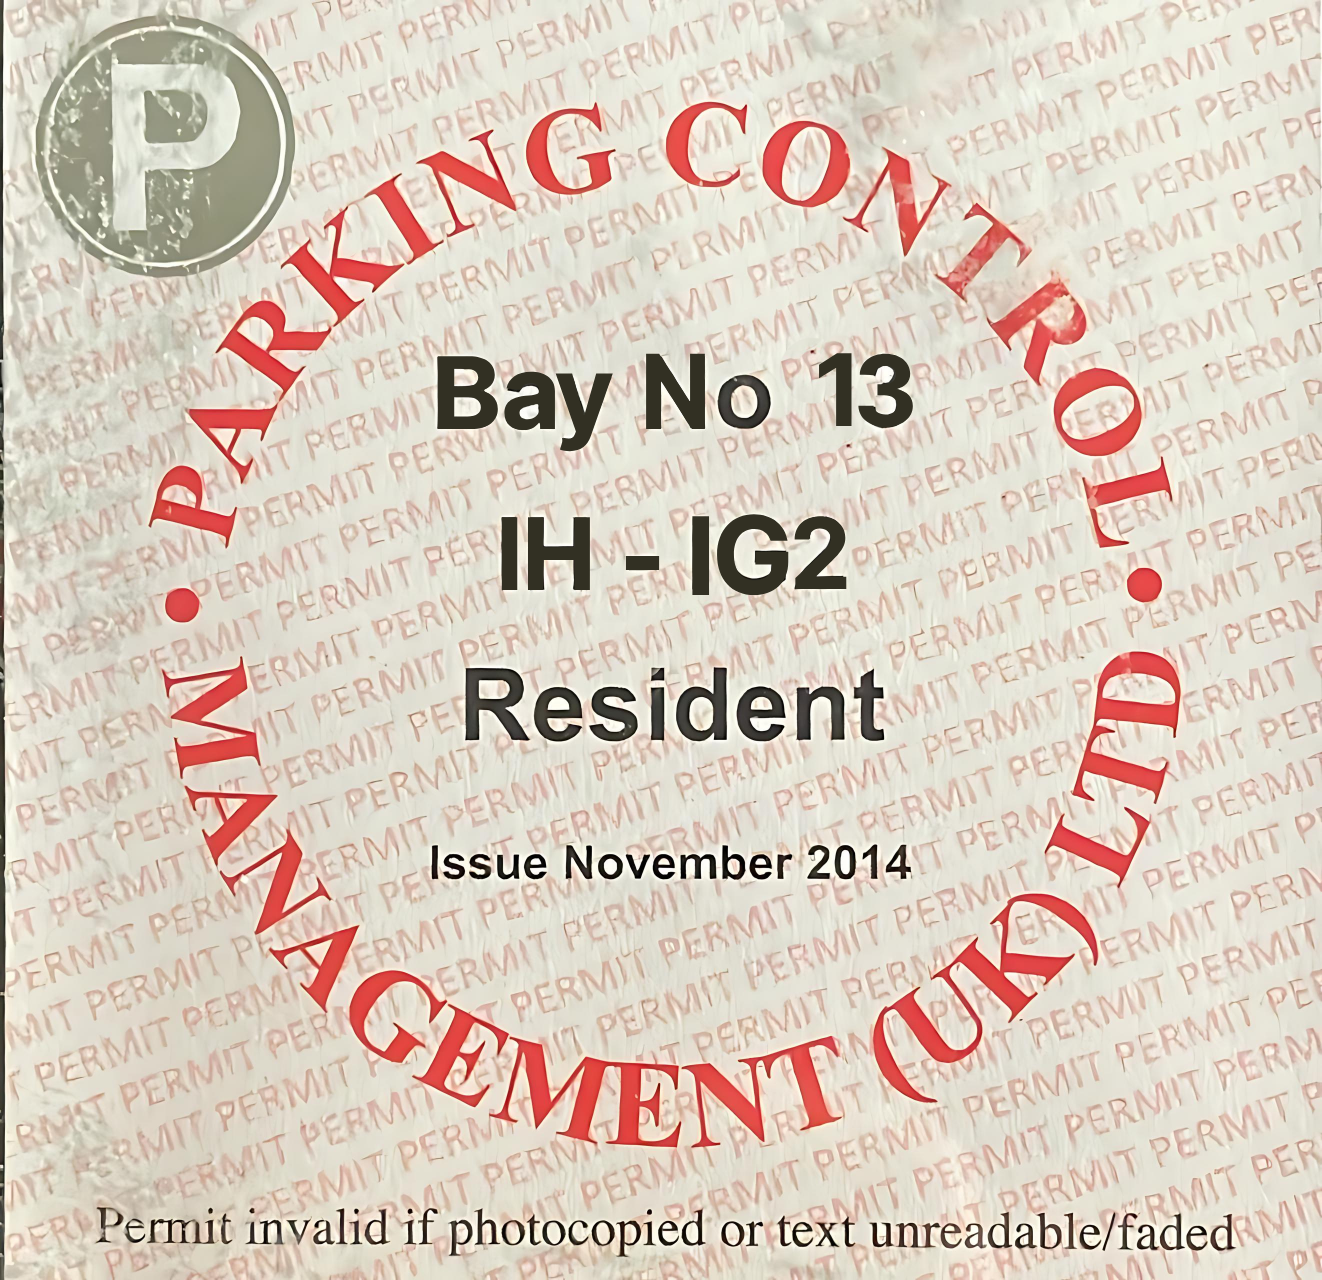 P
PARKING CONTROL
Bay No 13
IH - IG2
Resident
Issue November 2014
• MANAGEMENT (UK) LTD •
Permit invalid if photocopied or text unreadable/faded